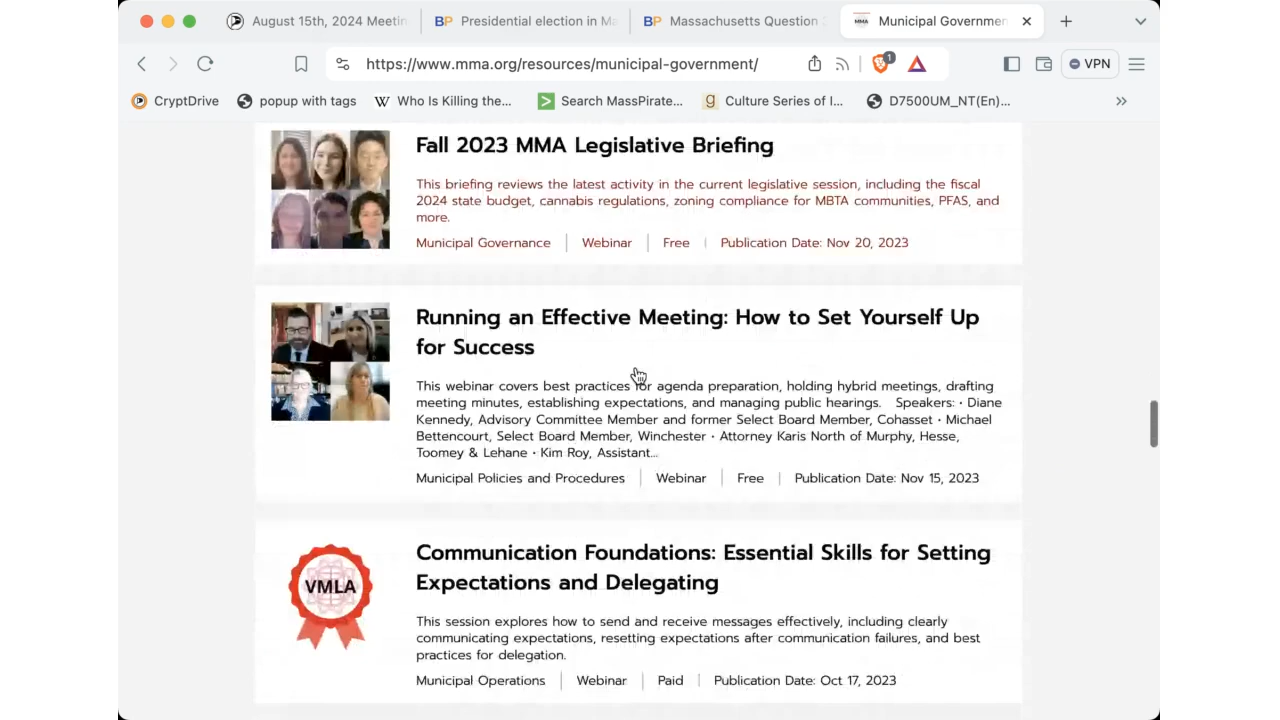 August 15th, 2024 Meetin
BP Presidential election in Ma
BP Massachusetts Question
MMA Municipal Governmen
https://www.mma.org/resources/municipal-government/
1
VPN
CryptDrive
popup with tags
W Who Is Killing the...
Search MassPirate...
g Culture Series of I...
D7500UM_NT(En)...
Fall 2023 MMA Legislative Briefing
This briefing reviews the latest activity in the current legislative session, including the fiscal
2024 state budget, cannabis regulations, zoning compliance for MBTA communities, PFAS, and
more.
Municipal Governance | Webinar | Free | Publication Date: Nov 20, 2023
Running an Effective Meeting: How to Set Yourself Up
for Success
This webinar covers best practices for agenda preparation, holding hybrid meetings, drafting
meeting minutes, establishing expectations, and managing public hearings. Speakers: • Diane
Kennedy, Advisory Committee Member and former Select Board Member, Cohasset • Michael
Bettencourt, Select Board Member, Winchester • Attorney Karis North of Murphy, Hesse,
Toomey & Lehane • Kim Roy, Assistant...
Municipal Policies and Procedures | Webinar | Free | Publication Date: Nov 15, 2023
VMLA
Communication Foundations: Essential Skills for Setting
Expectations and Delegating
This session explores how to send and receive messages effectively, including clearly
communicating expectations, resetting expectations after communication failures, and best
practices for delegation.
Municipal Operations | Webinar | Paid | Publication Date: Oct 17, 2023